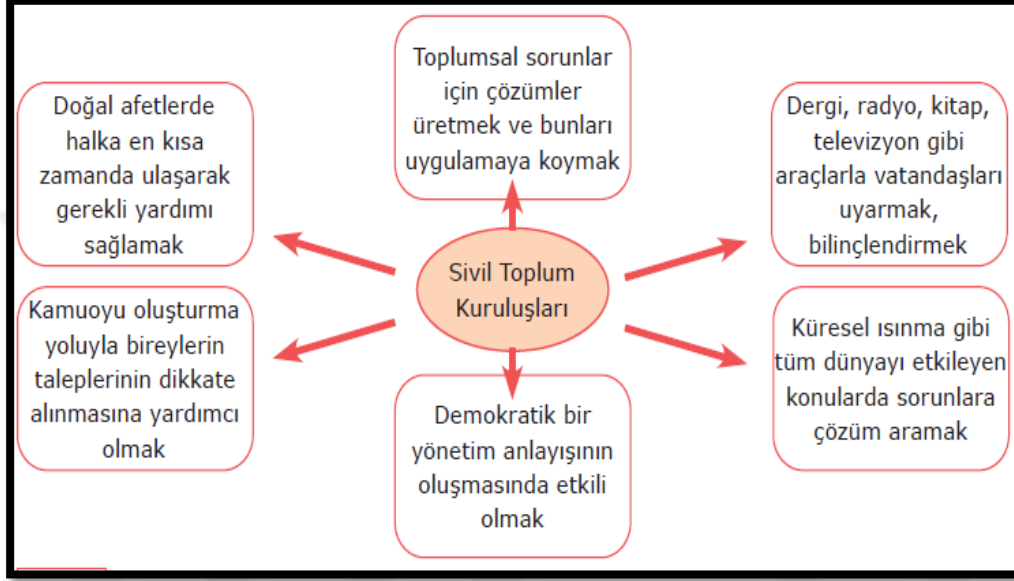 Toplumsal sorunlar
için çözümler
üretmek ve bunları
uygulamaya koymak
Doğal afetlerde
halka en kısa
zamanda ulaşarak
gerekli yardımı
sağlamak
Dergi, radyo, kitap,
televizyon gibi
araçlarla vatandaşları
uyarmak,
bilinçlendirmek
Sivil Toplum
Kuruluşları
Kamuoyu oluşturma
yoluyla bireylerin
taleplerinin dikkate
alınmasına yardımcı
olmak
Küresel ısınma gibi
tüm dünyayı etkileyen
konularda sorunlara
çözüm aramak
Demokratik bir
yönetim anlayışının
oluşmasında etkili
olmak